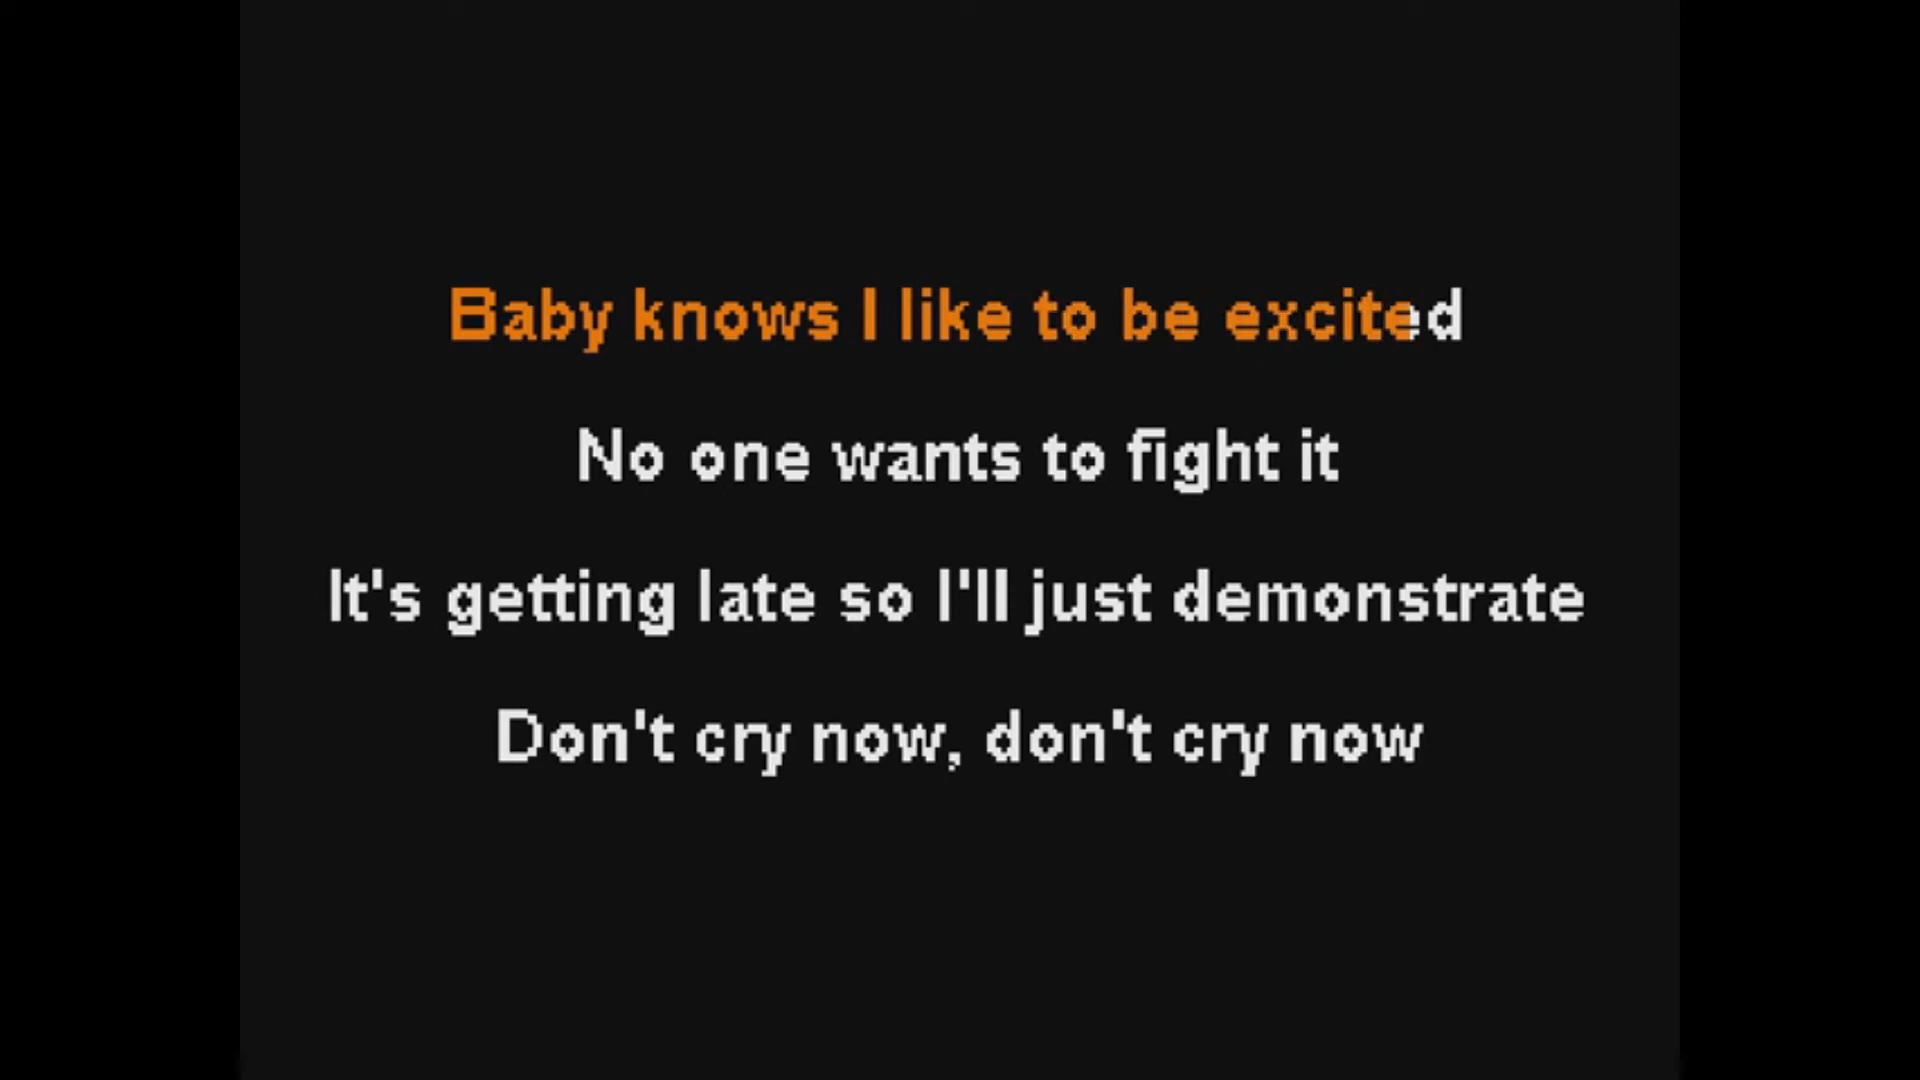 Baby knows I like to be excited
No one wants to fight it
It's getting late so I'll just demonstrate
Don't cry now, don't cry now